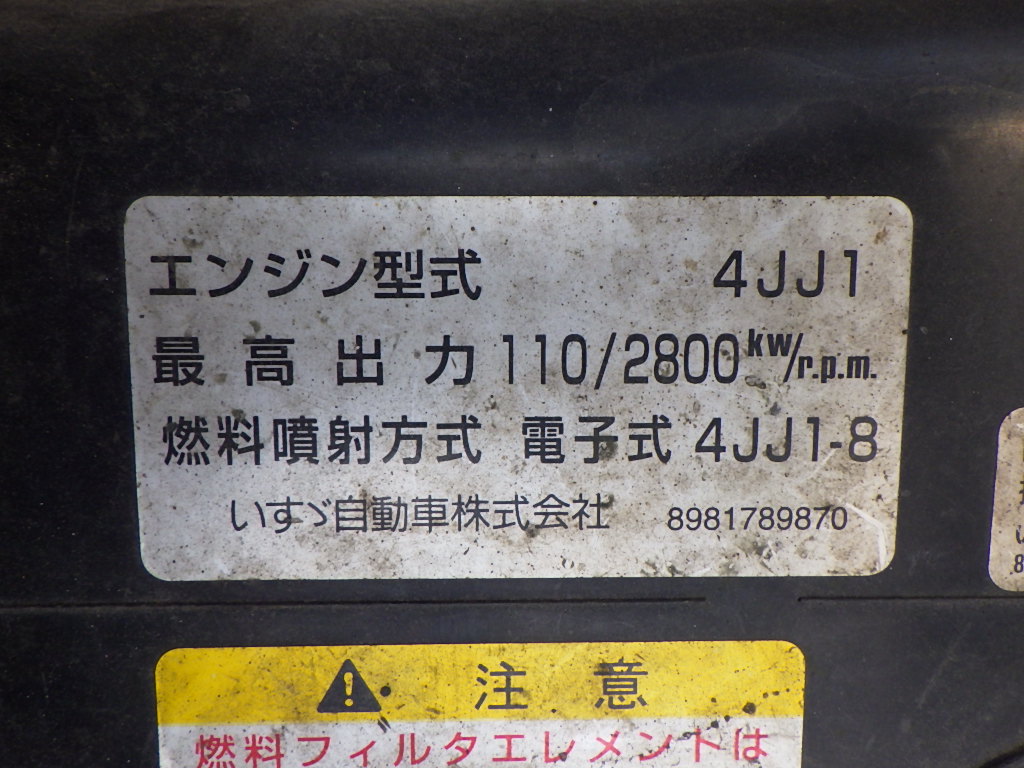 エンジン型式 4JJ1
最高出力 110/2800kw/r.p.m.
燃料噴射方式 電子式 4JJ1-8
いすゞ自動車株式会社 8981789870
注意
燃料フィルタエレメントは